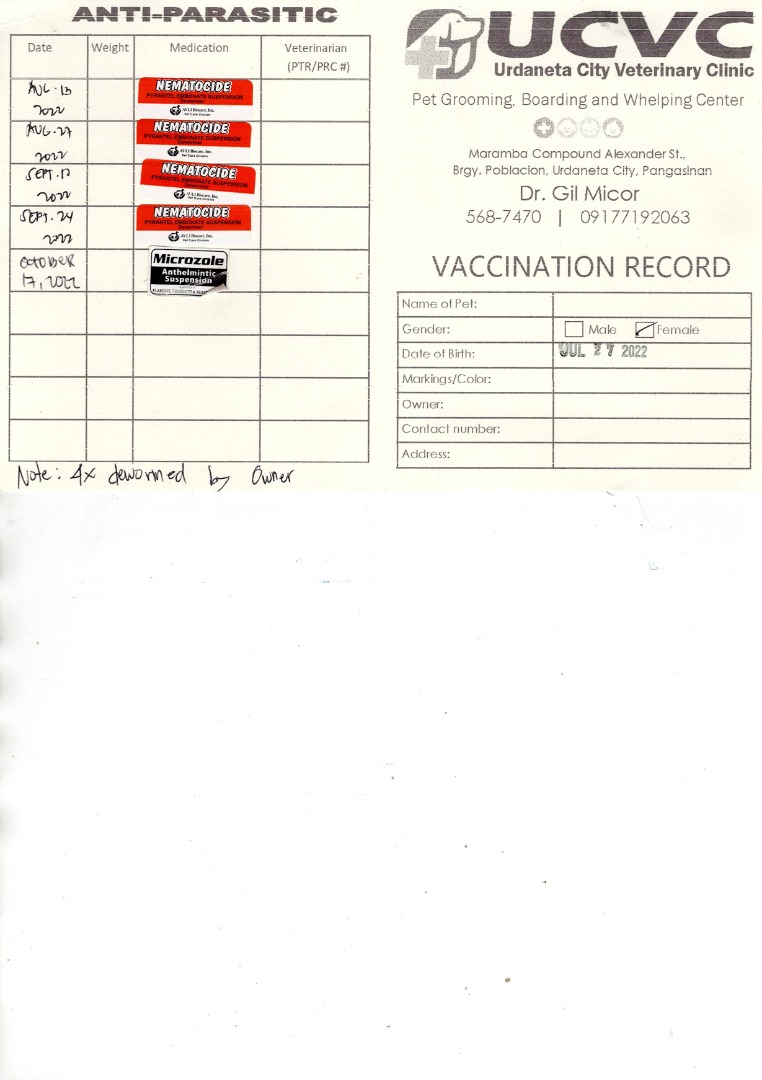 ANTI-PARASITIC
Date Weight Medication Veterinarian
(PTR/PRC #)
AUG. 13
2022
NEMATOCIDE
PYRANTEL EMBONATE SUSPENSION
Dewormer
AUG. 27
2022
NEMATOCIDE
PYRANTEL EMBONATE SUSPENSION
Dewormer
SEPT.
2022
NEMATOCIDE
PYRANTEL EMBONATE SUSPENSION
Dewormer
SEPT. 24
2022
NEMATOCIDE
PYRANTEL EMBONATE SUSPENSION
Dewormer
OCTOBER
17, 2022
Microzole
Anthelmintic
Suspension
Note: 4x dewormed by Owner
UCVC
Urdaneta City Veterinary Clinic
Pet Grooming, Boarding and Whelping Center
Maramba Compound Alexander St.,
Brgy. Poblacion, Urdaneta City, Pangasinan
Dr. Gil Micor
568-7470 | 09177192063
VACCINATION RECORD
Name of Pet:
Gender: Male Female
Date of Birth: JUL 27 2022
Markings/Color:
Owner:
Contact number:
Address: